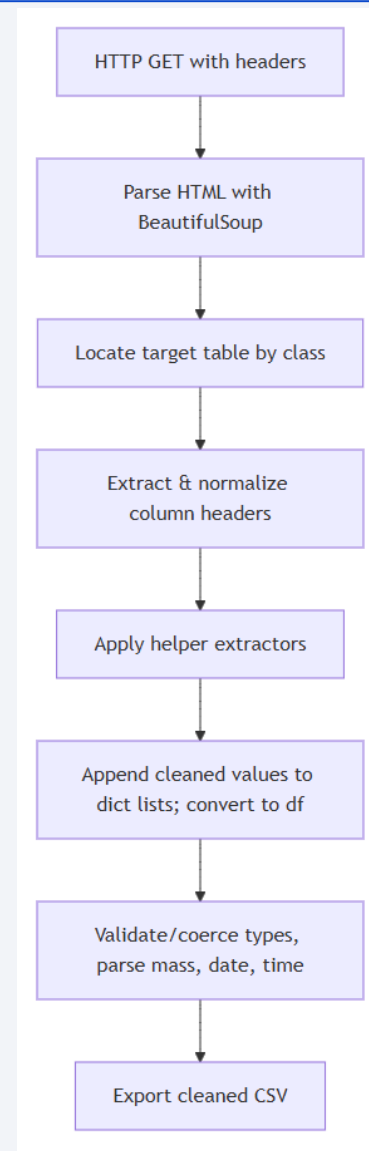 HTTP GET with headers
Parse HTML with
BeautifulSoup
Locate target table by class
Extract & normalize
column headers
Apply helper extractors
Append cleaned values to
dict lists; convert to df
Validate/coerce types,
parse mass, date, time
Export cleaned CSV